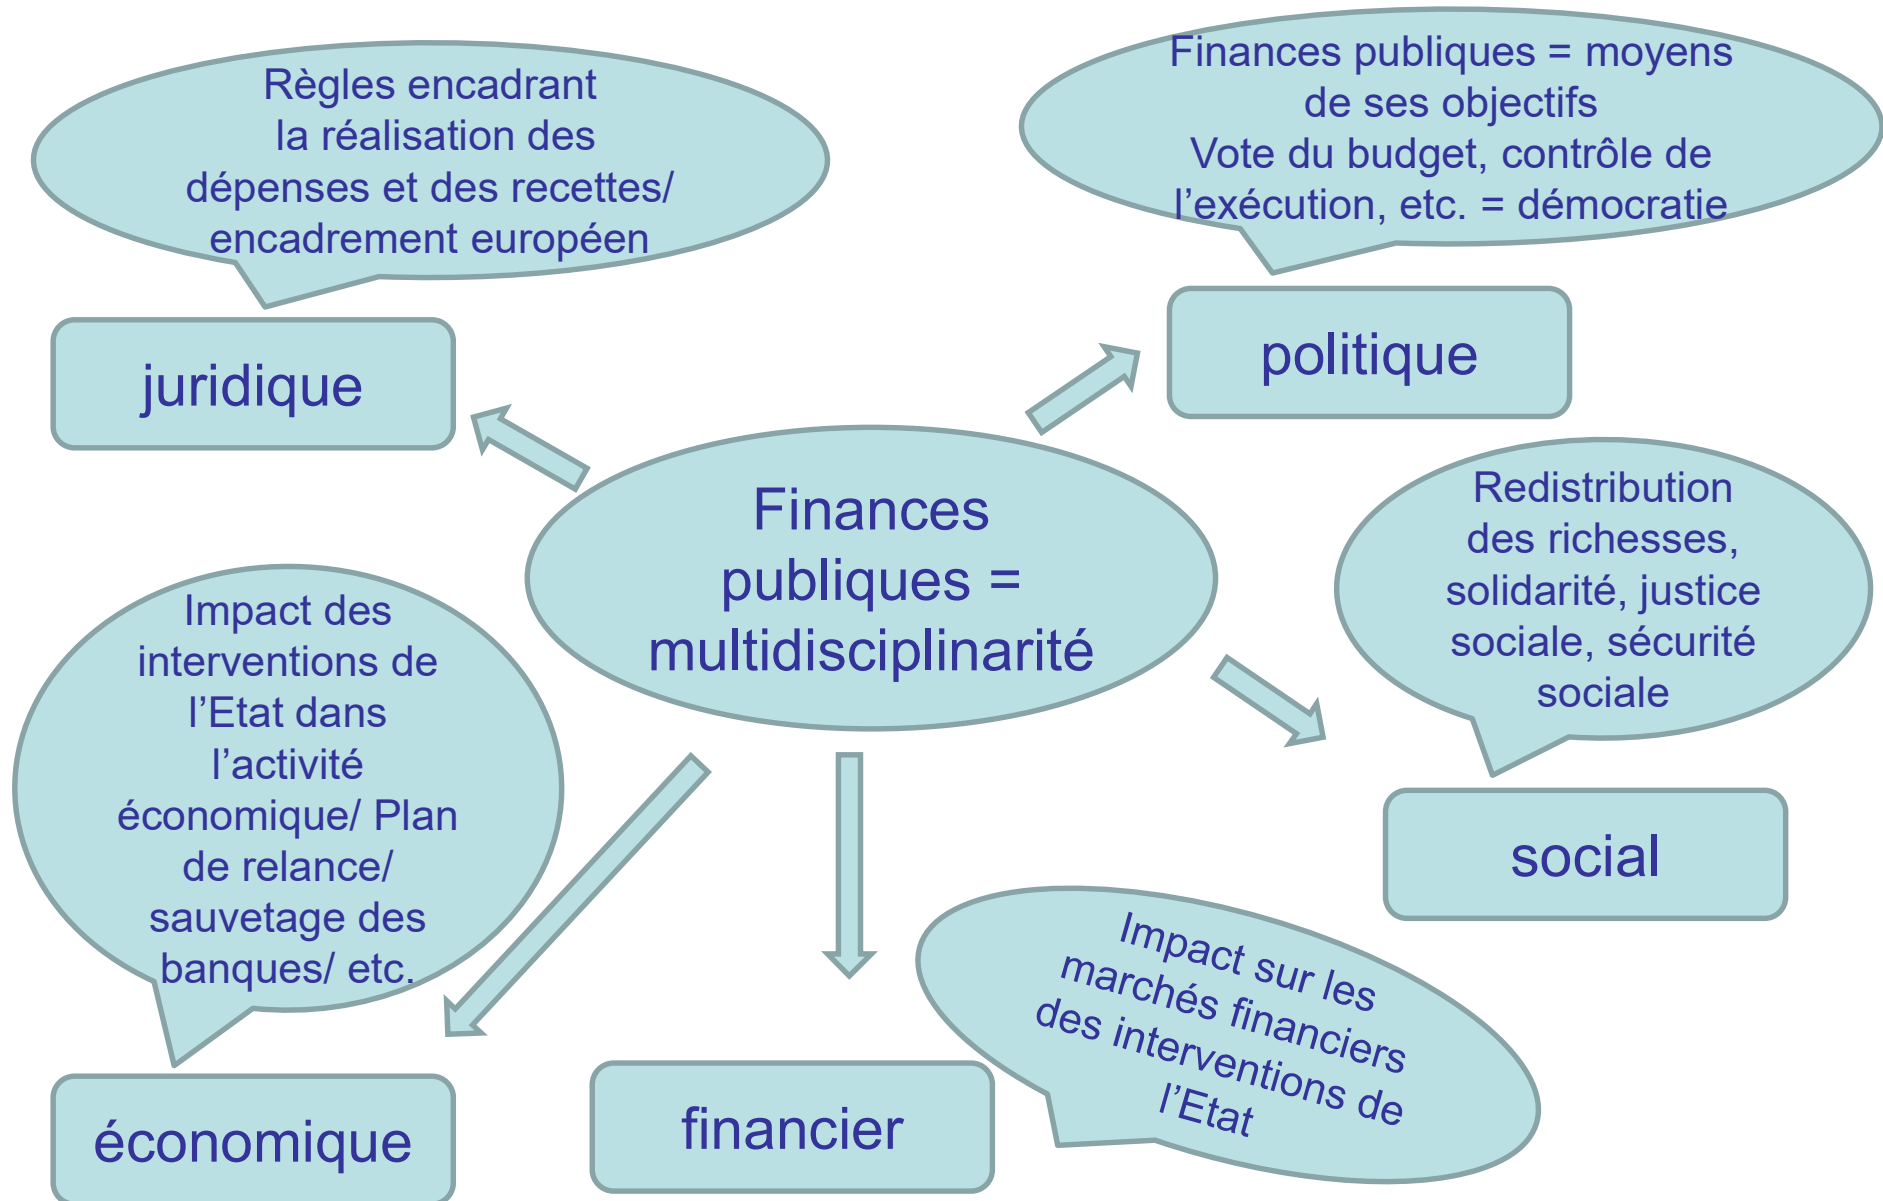 Règles encadrant
la réalisation des
dépenses et des recettes/
encadrement européen
Finances publiques = moyens
de ses objectifs
Vote du budget, contrôle de
l’exécution, etc. = démocratie
juridique
politique
Finances
publiques =
multidisciplinarité
Redistribution
des richesses,
solidarité, justice
sociale, sécurité
sociale
Impact des
interventions de
l’Etat dans
l’activité
économique/ Plan
de relance/
sauvetage des
banques/ etc.
social
Impact sur les
marchés financiers
des interventions de
l’Etat
économique
financier